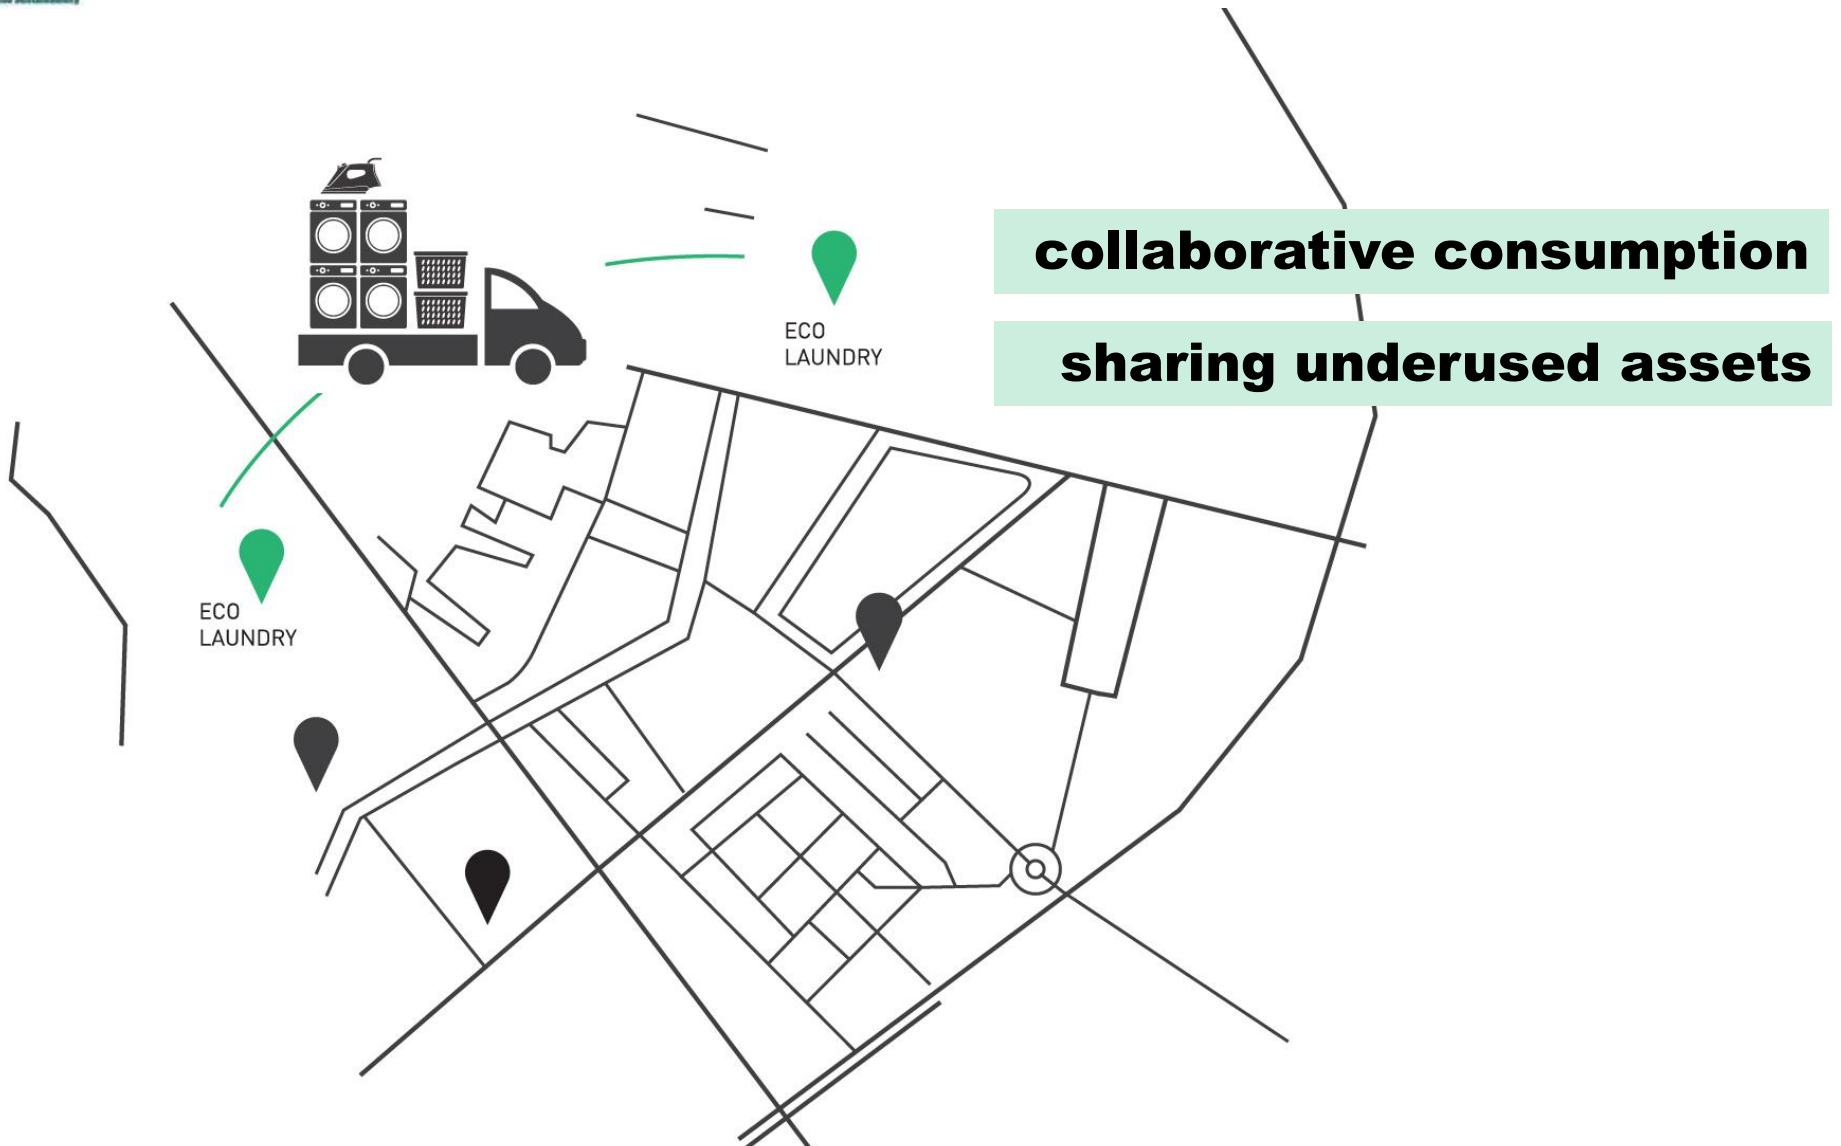 collaborative consumption
ECO
LAUNDRY
sharing underused assets
ECO
LAUNDRY